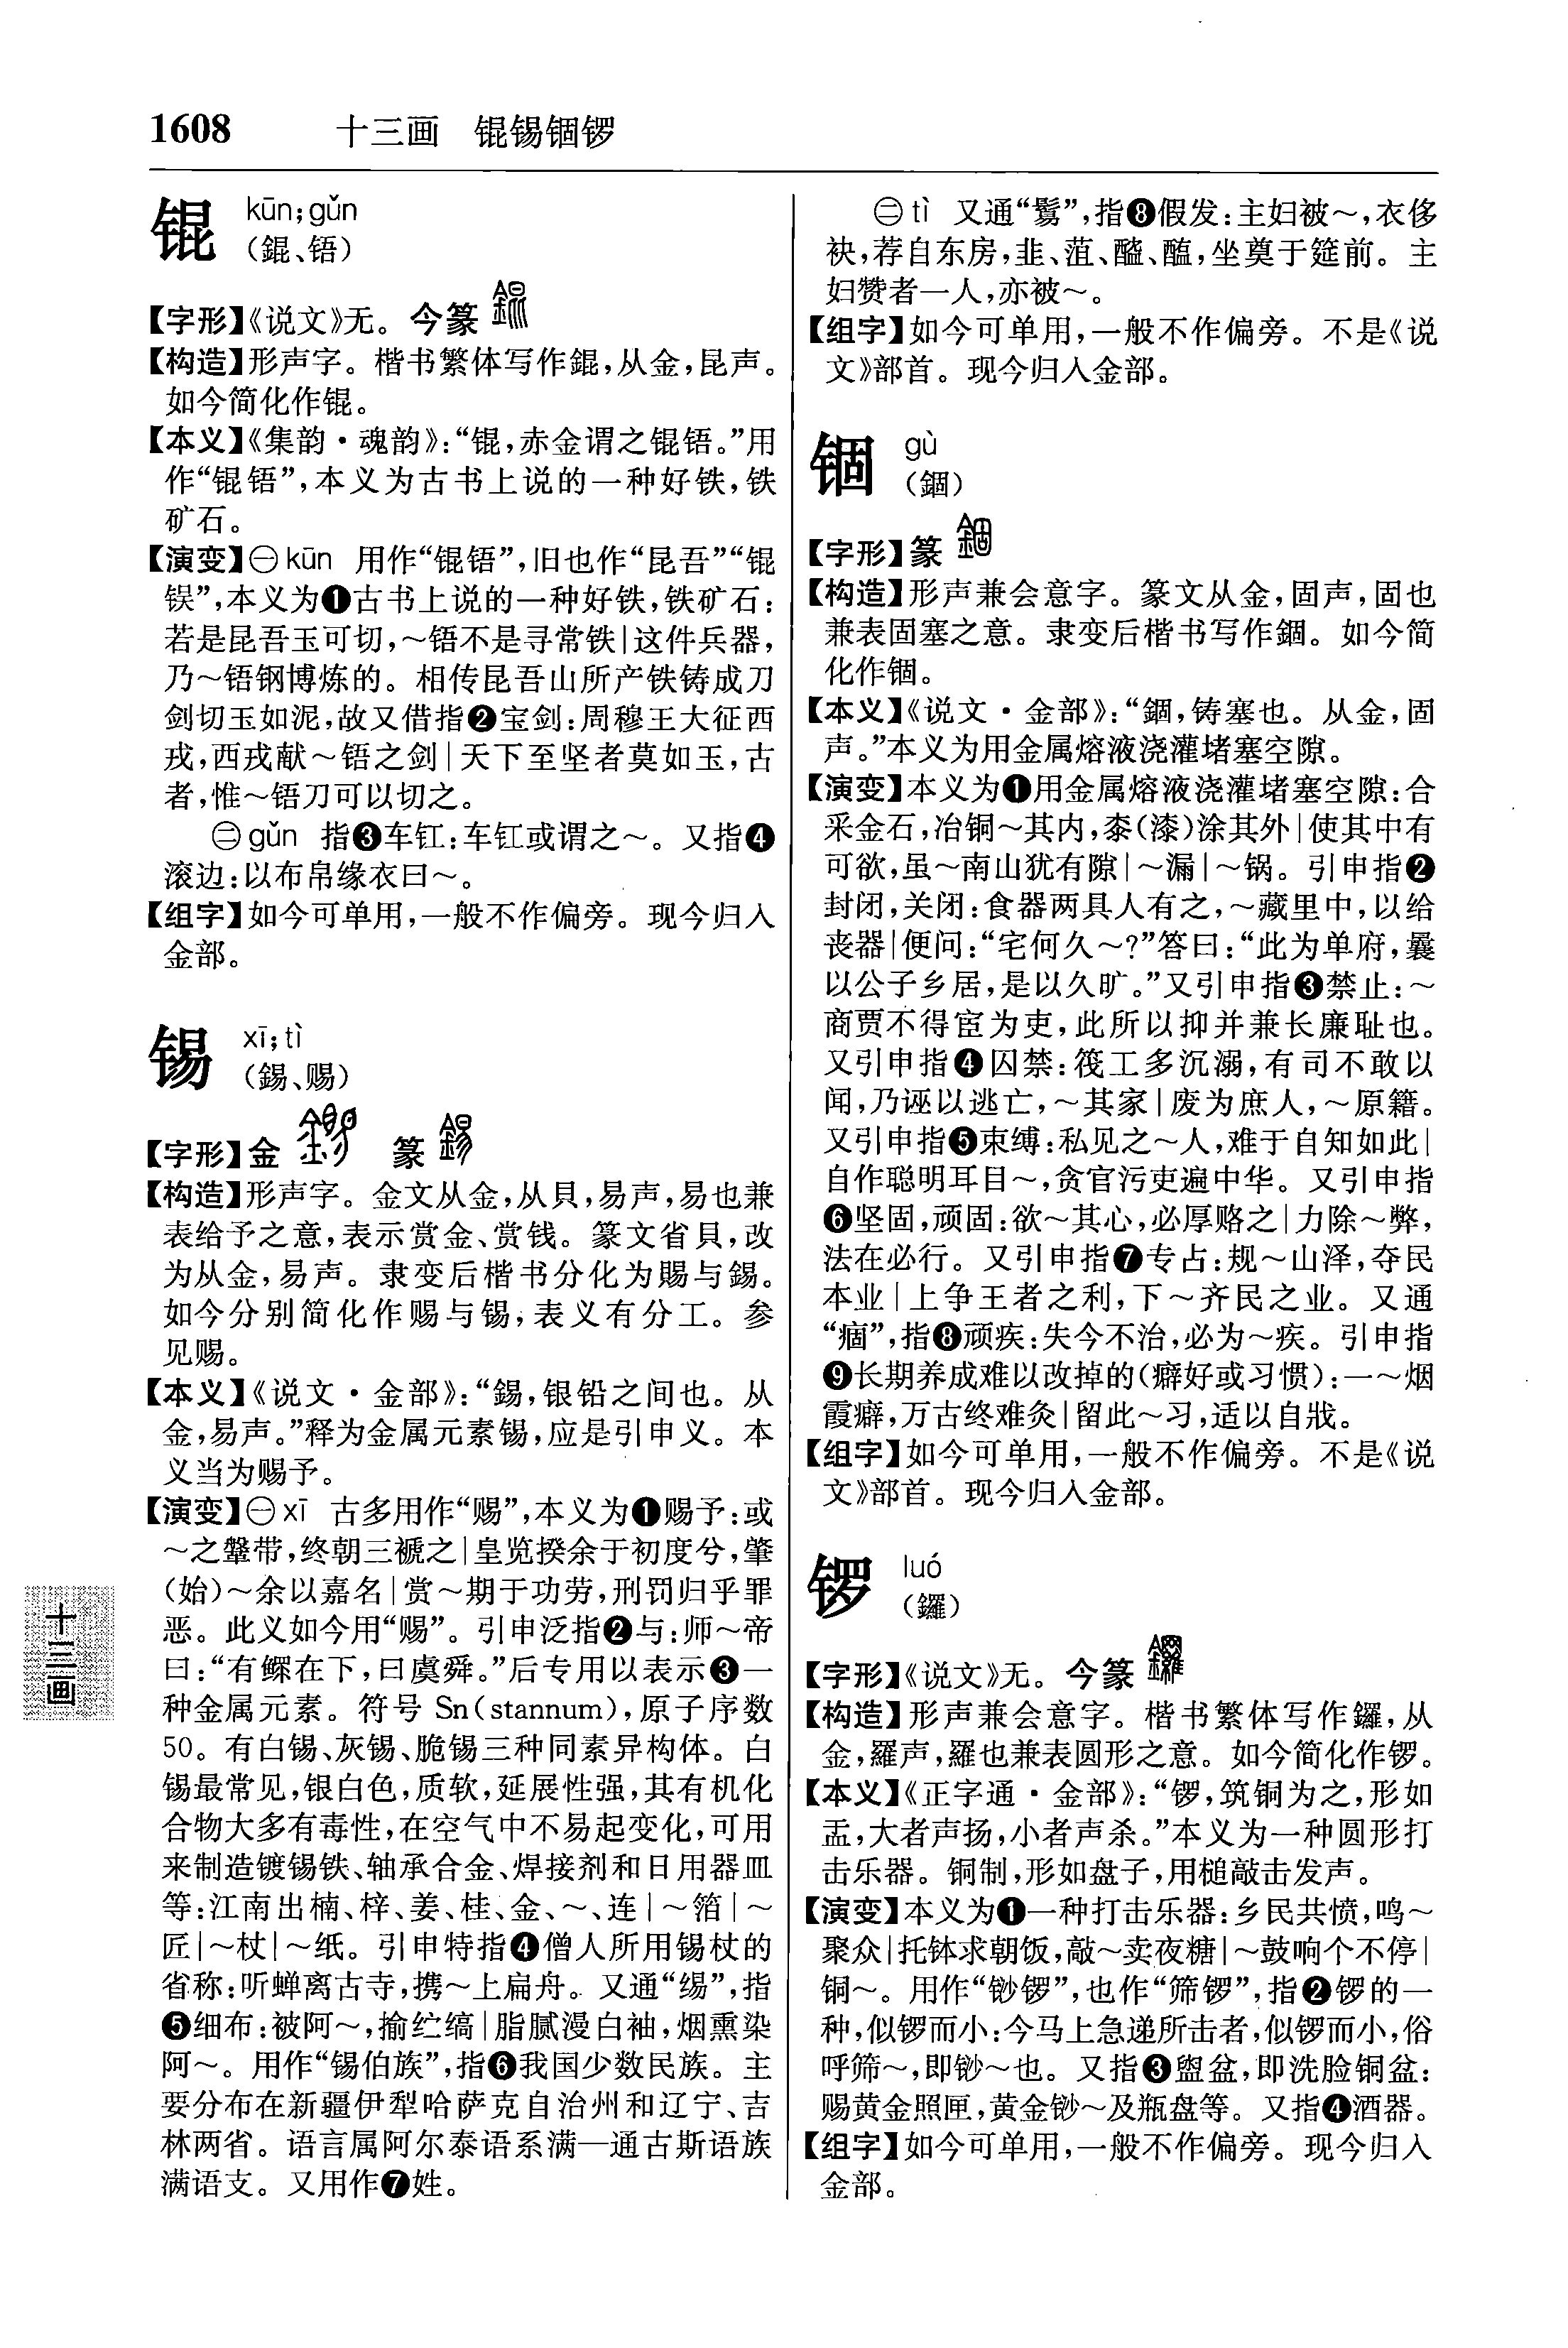 1608 十三画 锟锡锢锣
锟 kūn;gǔn
(錕、铻)
【字形】《说文》无。今篆
【构造】形声字。楷书繁体写作錕,从金,昆声。
如今简化作锟。
【本义】《集韵·魂韵》:“锟,赤金谓之锟铻。”用
作“锟铻”,本义为古书上说的一种好铁,铁
矿石。
【演变】㊀kūn 用作“锟铻”,旧也作“昆吾”“锟
铁”,本义为❶古书上说的一种好铁,铁矿石:
若是昆吾玉可切,～铻不是寻常铁|这件兵器,
乃～铻钢博炼的。相传昆吾山所产铁铸成刀
剑切玉如泥,故又借指❷宝剑:周穆王大征西
戎,西戎献～铻之剑|天下至坚者莫如玉,古
者,惟～铻刀可以切之。
㊁gǔn 指❸车釭:车釭或谓之～。又指❹
滚边:以布帛缘衣曰～。
【组字】如今可单用,一般不作偏旁。现今归入
金部。
锡 xī;tì
(錫、赐)
【字形】金 篆
【构造】形声字。金文从金,从貝,易声,易也兼
表给予之意,表示赏金、赏钱。篆文省貝,改
为从金,易声。隶变后楷书分化为賜与錫。
如今分别简化作赐与锡,表义有分工。参
见赐。
【本义】《说文·金部》:“錫,银铅之间也。从
金,易声。”释为金属元素锡,应是引申义。本
义当为赐予。
【演变】㊀xī 古多用作“赐”,本义为❶赐予:或
～之鞶带,终朝三褫之|皇览揆余于初度兮,肇
(始)～余以嘉名|赏～期于功劳,刑罚归乎罪
恶。此义如今用“赐”。引申泛指❷与:师～帝
曰:“有鳏在下,曰虞舜。”后专用以表示❸一
种金属元素。符号 Sn(stannum),原子序数
50。有白锡、灰锡、脆锡三种同素异构体。白
锡最常见,银白色,质软,延展性强,其有机化
合物大多有毒性,在空气中不易起变化,可用
来制造镀锡铁、轴承合金、焊接剂和日用器皿
等:江南出楠、梓、姜、桂、金、～、连|～箔|～
匠|～杖|～纸。引申特指❹僧人所用锡杖的
省称:听蝉离古寺,携～上扁舟。又通“緆”,指
❺细布:被阿～,揄纻缟|脂腻漫白袖,烟熏染
阿～。用作“锡伯族”,指❻我国少数民族。主
要分布在新疆伊犁哈萨克自治州和辽宁、吉
林两省。语言属阿尔泰语系满—通古斯语族
满语支。又用作❼姓。
㊁tì 又通“鬄”,指❽假发:主妇被～,衣侈
袂,荐自东房,韭、菹、醓、醢,坐奠于筵前。主
妇赞者一人,亦被～。
【组字】如今可单用,一般不作偏旁。不是《说
文》部首。现今归入金部。
锢 gù
(錮)
【字形】篆
【构造】形声兼会意字。篆文从金,固声,固也
兼表固塞之意。隶变后楷书写作錮。如今简
化作锢。
【本义】《说文·金部》:“錮,铸塞也。从金,固
声。”本义为用金属熔液浇灌堵塞空隙。
【演变】本义为❶用金属熔液浇灌堵塞空隙:合
采金石,冶铜～其内,桼(漆)涂其外|使其中有
可欲,虽～南山犹有隙|～漏|～锅。引申指❷
封闭,关闭:食器两具人有之,～藏里中,以给
丧器|便问:“宅何久～?”答曰:“此为单府,曩
以公子乡居,是以久旷。”又引申指❸禁止:～
商贾不得宦为吏,此所以抑并兼长廉耻也。
又引申指❹囚禁:筏工多沉溺,有司不敢以
闻,乃诬以逃亡,～其家|废为庶人,～原籍。
又引申指❺束缚:私见之～人,难于自知如此|
自作聪明耳目～,贪官污吏遍中华。又引申指
❻坚固,顽固:欲～其心,必厚赂之|力除～弊,
法在必行。又引申指❼专占:规～山泽,夺民
本业|上争王者之利,下～齐民之业。又通
“痼”,指❽顽疾:失今不治,必为～疾。引申指
❾长期养成难以改掉的(癖好或习惯):一～烟
霞癖,万古终难灸|留此～习,适以自戕。
【组字】如今可单用,一般不作偏旁。不是《说
文》部首。现今归入金部。
锣 luó
(鑼)
【字形】《说文》无。今篆
【构造】形声兼会意字。楷书繁体写作鑼,从
金,羅声,羅也兼表圆形之意。如今简化作锣。
【本义】《正字通·金部》:“锣,筑铜为之,形如
盂,大者声扬,小者声杀。”本义为一种圆形打
击乐器。铜制,形如盘子,用槌敲击发声。
【演变】本义为❶一种打击乐器:乡民共愤,鸣～
聚众|托钵求朝饭,敲～卖夜糖|～鼓响个不停|
铜～。用作“钞锣”,也作“筛锣”,指❷锣的一
种,似锣而小:今马上急递所击者,似锣而小,俗
呼筛～,即钞～也。又指❸盥盆,即洗脸铜盆:
赐黄金照匣,黄金钞～及瓶盘等。又指❹酒器。
【组字】如今可单用,一般不作偏旁。现今归入
金部。
十三画